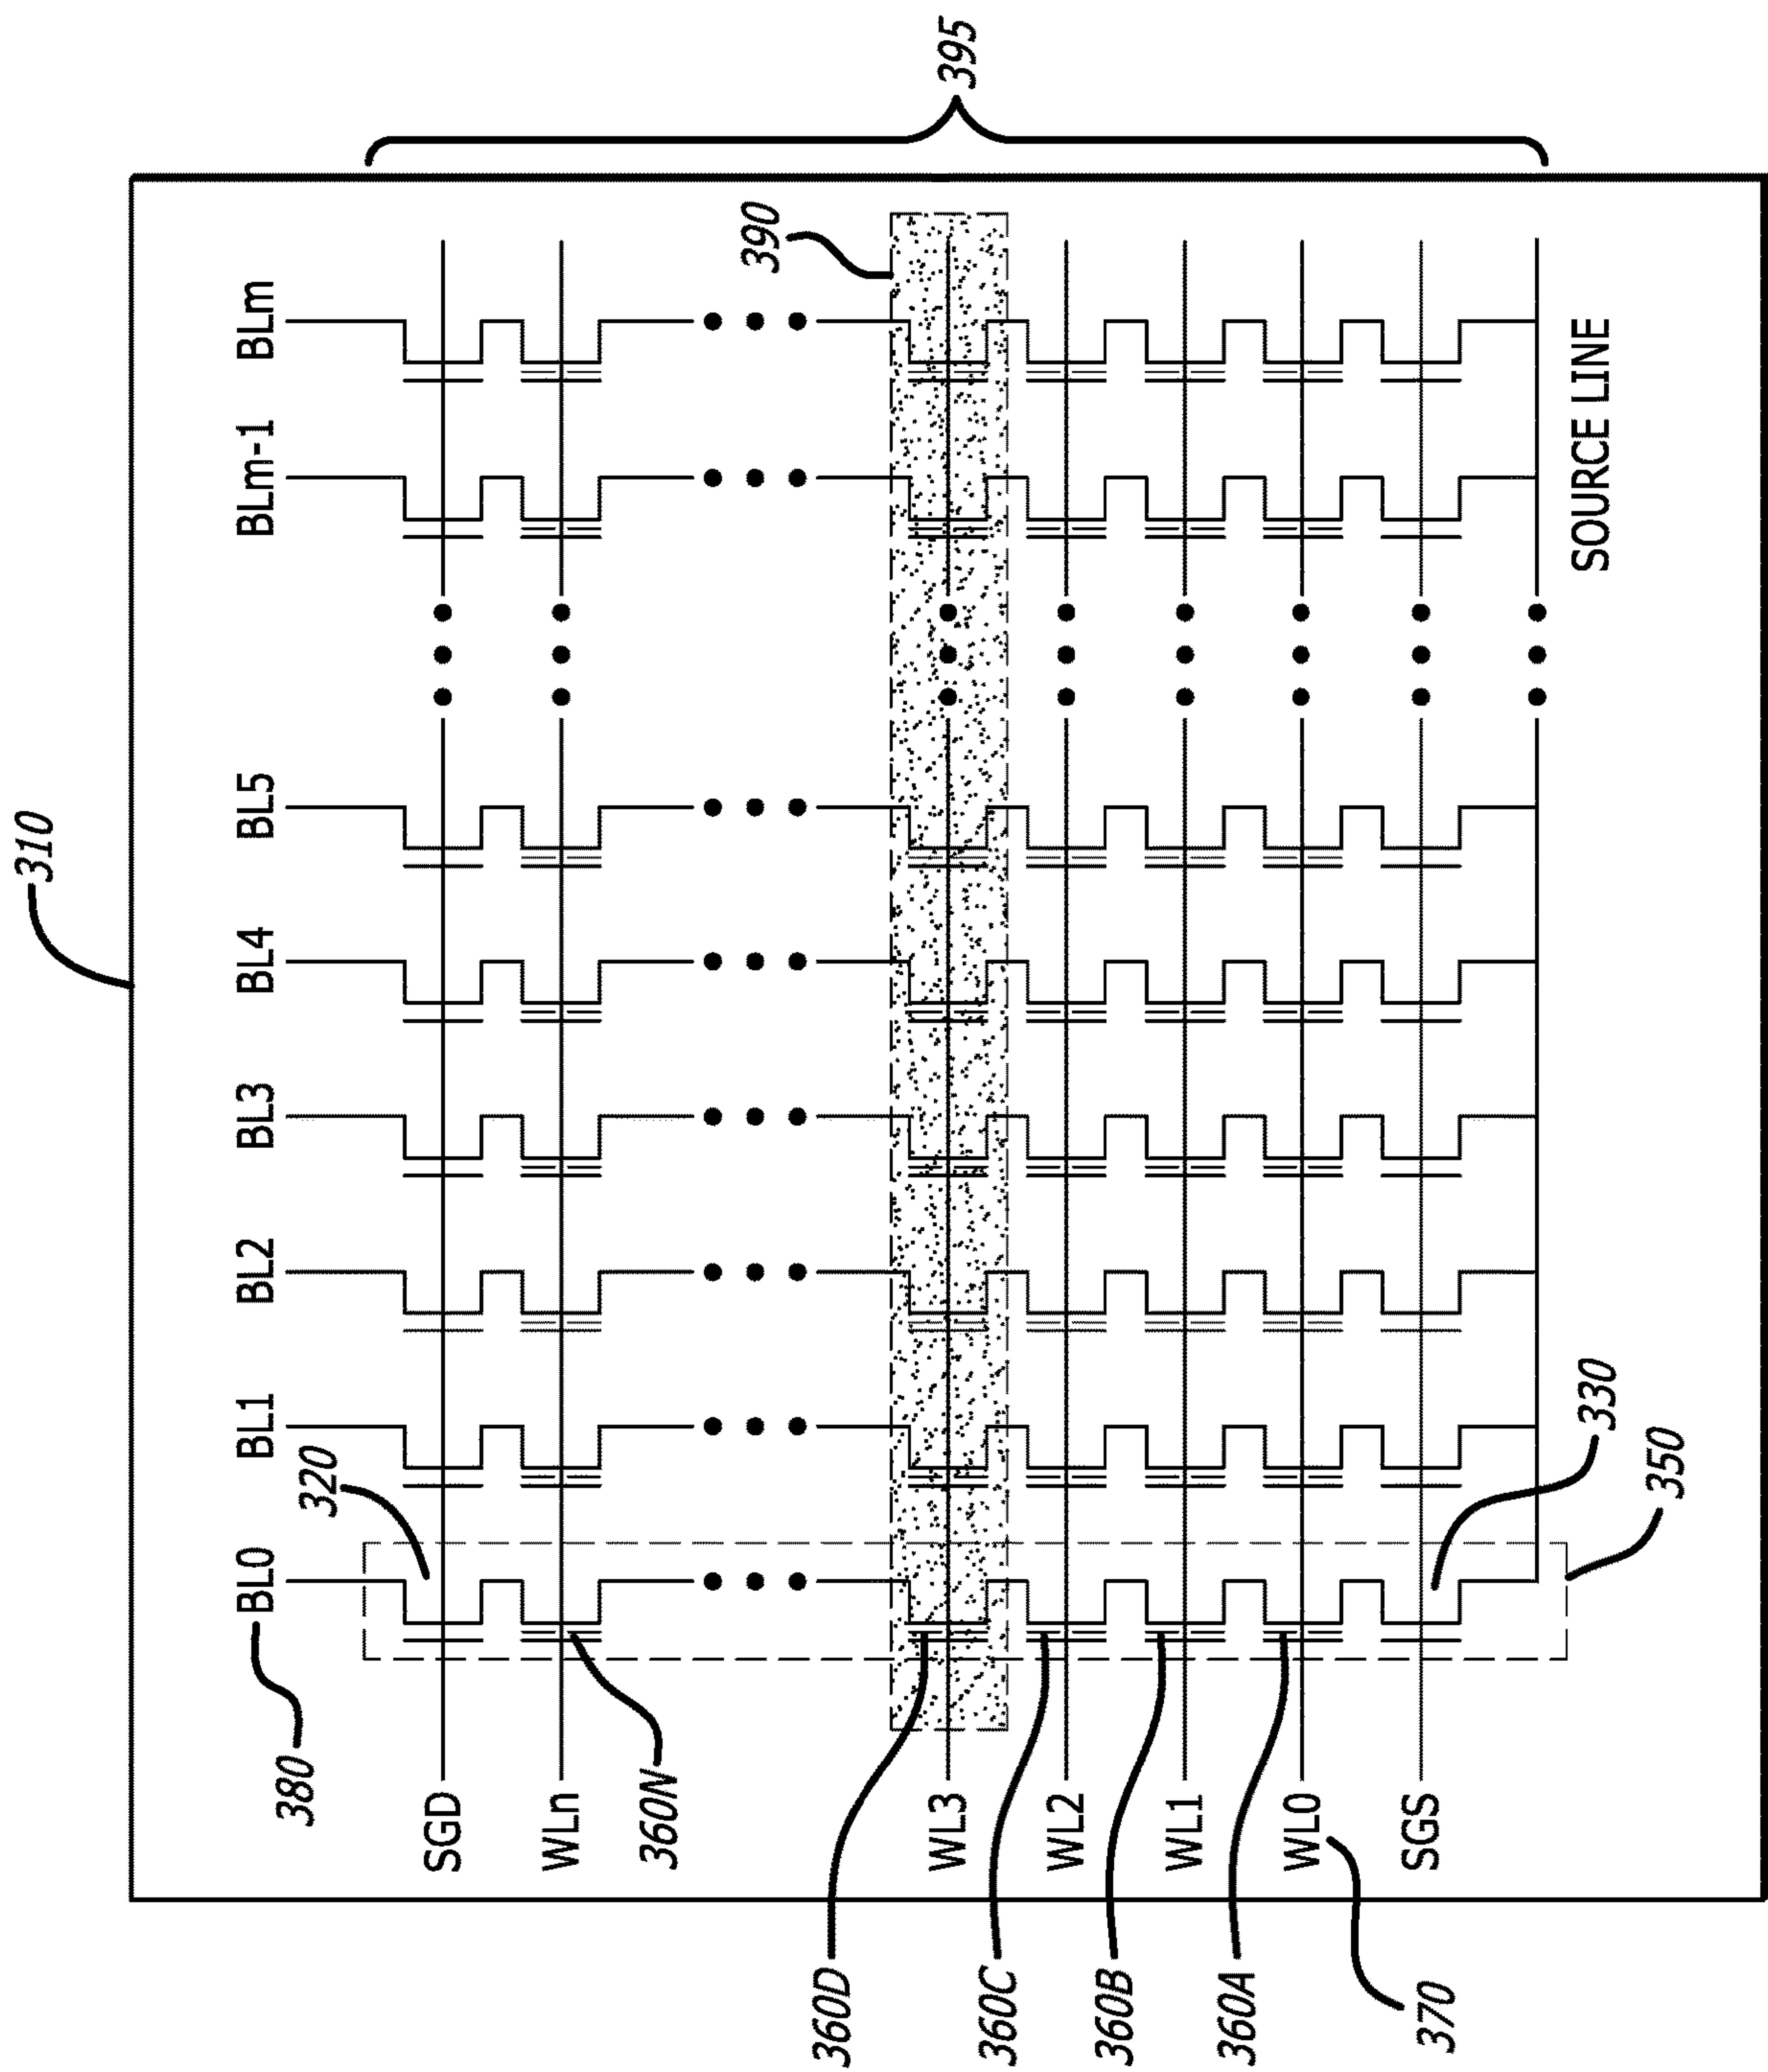 310
395
BL0
BL1
BL2
BL3
BL4
BL5
BLm-1
BLm
380
320
390
SGD
WLn
360N
WL3
WL2
WL1
WL0
SGS
360D
360C
360B
360A
370
330
350
SOURCE LINE